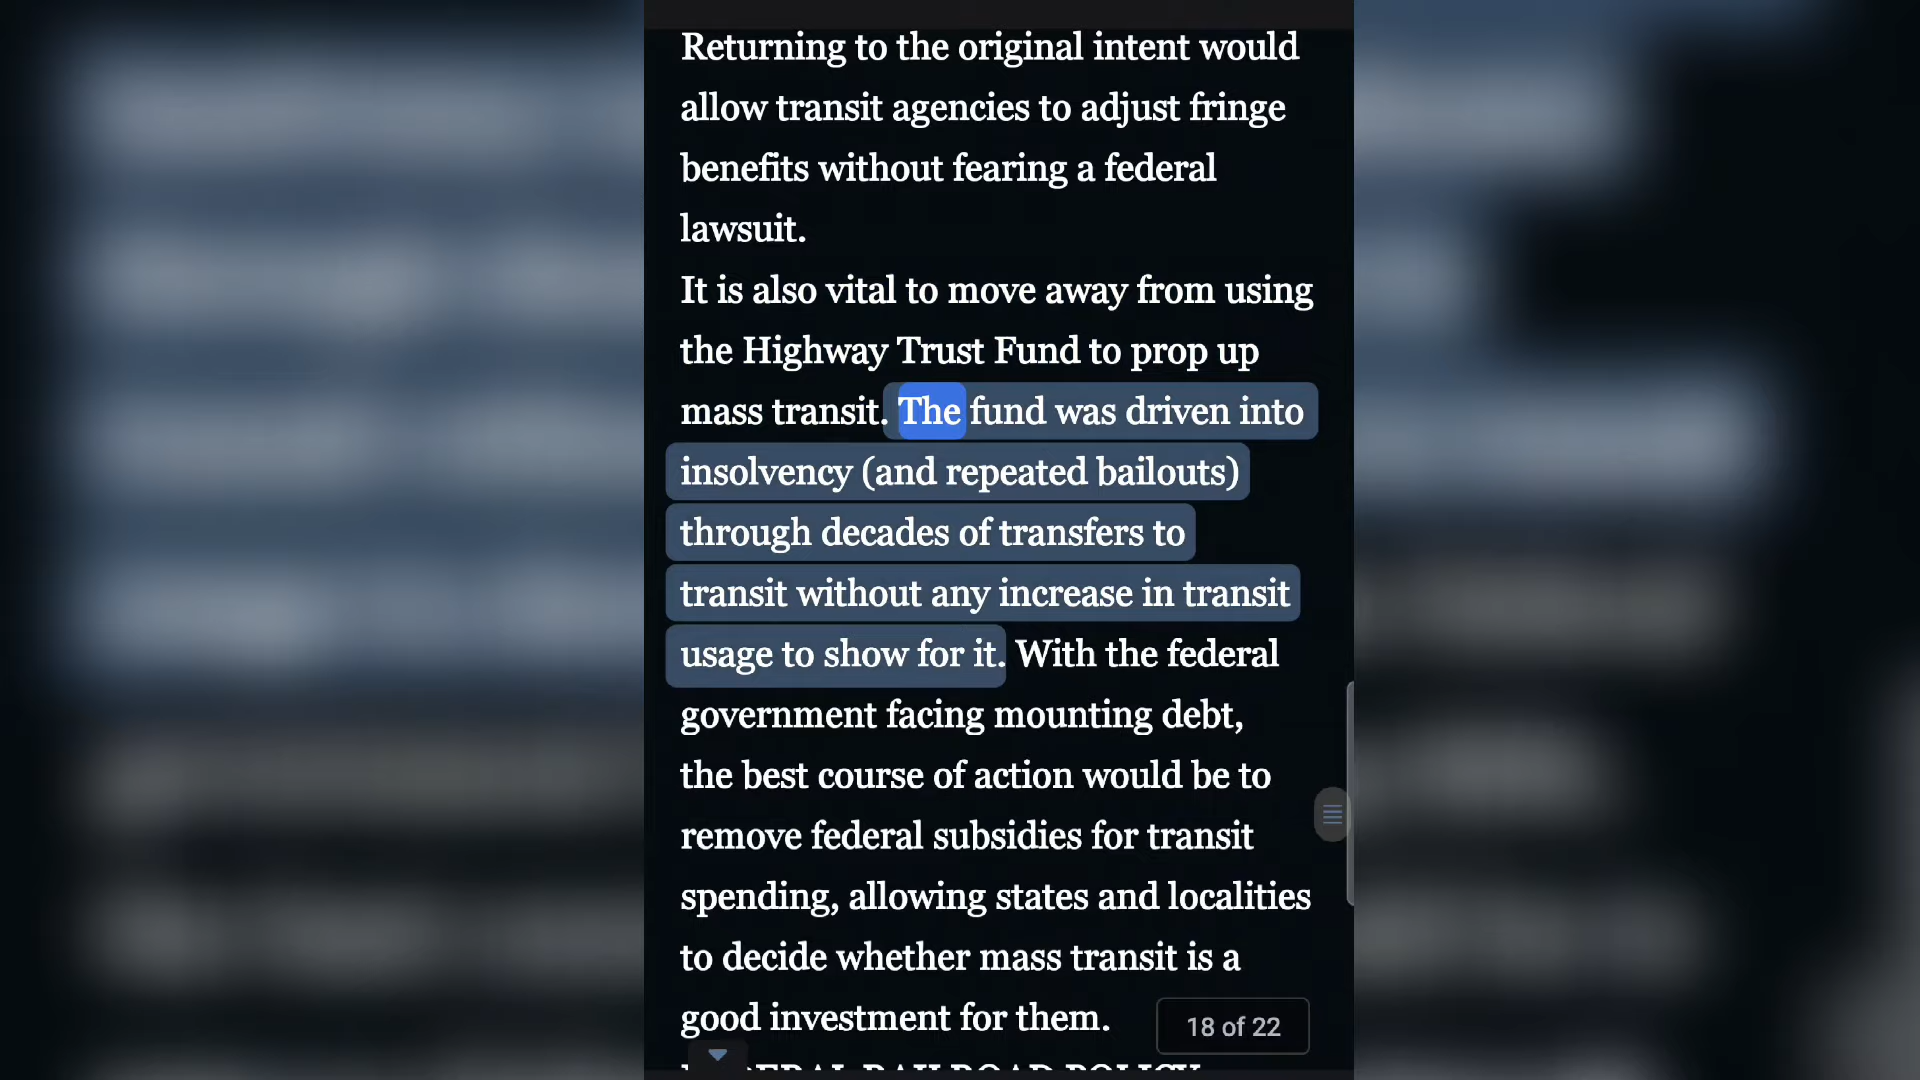 Returning to the original intent would
allow transit agencies to adjust fringe
benefits without fearing a federal
lawsuit.
It is also vital to move away from using
the Highway Trust Fund to prop up
mass transit. The fund was driven into
insolvency (and repeated bailouts)
through decades of transfers to
transit without any increase in transit
usage to show for it. With the federal
government facing mounting debt,
the best course of action would be to
remove federal subsidies for transit
spending, allowing states and localities
to decide whether mass transit is a
good investment for them.
18 of 22
RAILROAD POLICY